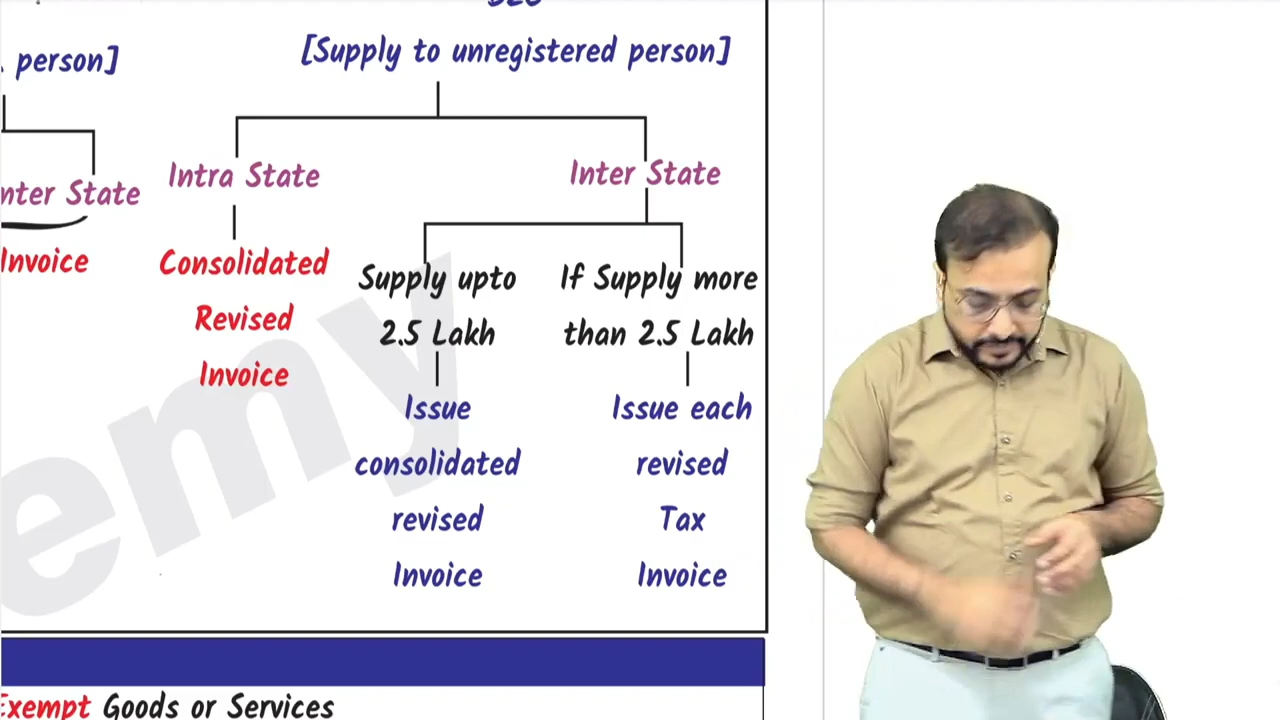 person]
[Supply to unregistered person]
Inter State
Invoice
Intra State
Consolidated
Revised
Invoice
Inter State
Supply upto
2.5 Lakh
Issue
consolidated
revised
Invoice
If Supply more
than 2.5 Lakh
Issue each
revised
Tax
Invoice
emy
Exempt Goods or Services